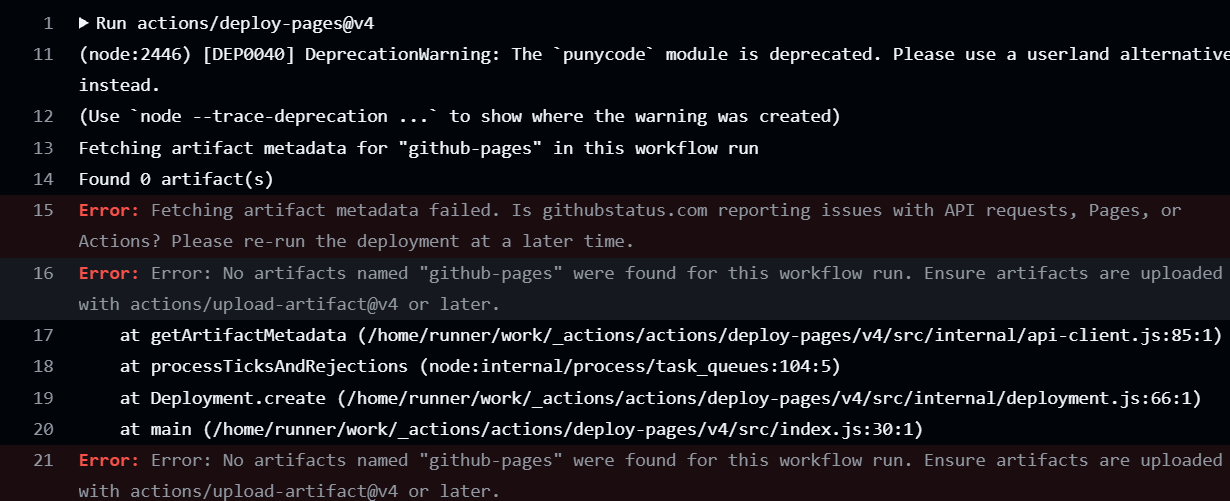 1 ▶ Run actions/deploy-pages@v4
11 (node:2446) [DEP0040] DeprecationWarning: The `punycode` module is deprecated. Please use a userland alternative
instead.
12 (Use `node --trace-deprecation ...` to show where the warning was created)
13 Fetching artifact metadata for "github-pages" in this workflow run
14 Found 0 artifact(s)
15 Error: Fetching artifact metadata failed. Is githubstatus.com reporting issues with API requests, Pages, or
Actions? Please re-run the deployment at a later time.
16 Error: Error: No artifacts named "github-pages" were found for this workflow run. Ensure artifacts are uploaded
with actions/upload-artifact@v4 or later.
17 at getArtifactMetadata (/home/runner/work/_actions/actions/deploy-pages/v4/src/internal/api-client.js:85:1)
18 at processTicksAndRejections (node:internal/process/task_queues:104:5)
19 at Deployment.create (/home/runner/work/_actions/actions/deploy-pages/v4/src/internal/deployment.js:66:1)
20 at main (/home/runner/work/_actions/actions/deploy-pages/v4/src/index.js:30:1)
21 Error: Error: No artifacts named "github-pages" were found for this workflow run. Ensure artifacts are uploaded
with actions/upload-artifact@v4 or later.